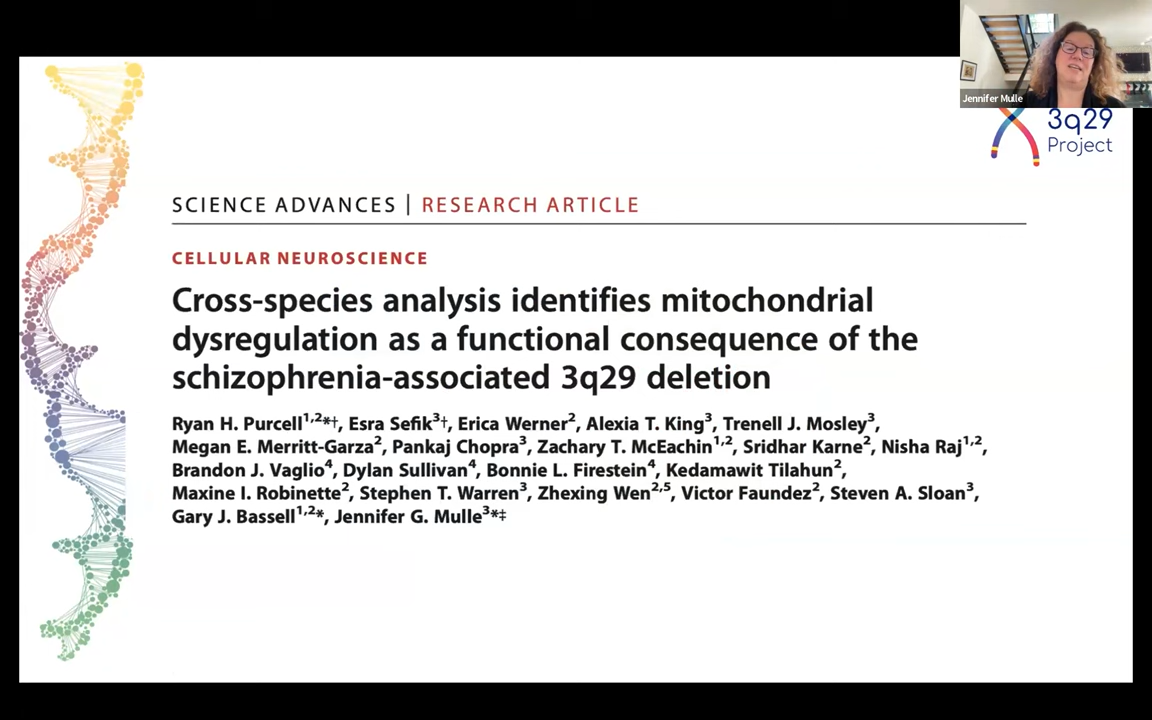 Jennifer Mulle
3q29
Project
SCIENCE ADVANCES | RESEARCH ARTICLE
CELLULAR NEUROSCIENCE
Cross-species analysis identifies mitochondrial
dysregulation as a functional consequence of the
schizophrenia-associated 3q29 deletion
Ryan H. Purcell1,2*†, Esra Sefik3†, Erica Werner2, Alexia T. King3, Trenell J. Mosley3,
Megan E. Merritt-Garza2, Pankaj Chopra3, Zachary T. McEachin1,2, Sridhar Karne2, Nisha Raj1,2,
Brandon J. Vaglio4, Dylan Sullivan4, Bonnie L. Firestein4, Kedamawit Tilahun2,
Maxine I. Robinette2, Stephen T. Warren3, Zhexing Wen2,5, Victor Faundez2, Steven A. Sloan3,
Gary J. Bassell1,2*, Jennifer G. Mulle3*‡